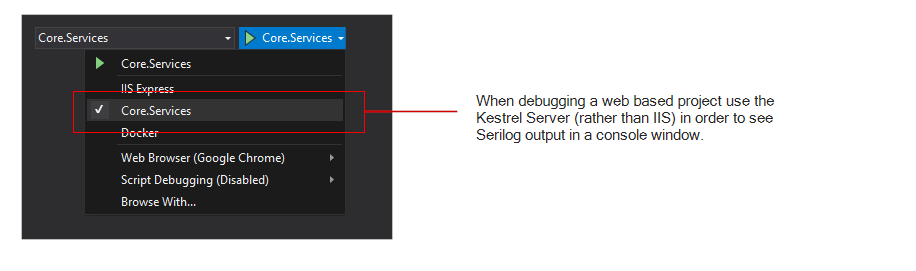 Core.Services
Core.Services
Core.Services
IIS Express
Core.Services
Docker
Web Browser (Google Chrome)
Script Debugging (Disabled)
Browse With...
When debugging a web based project use the
Kestrel Server (rather than IIS) in order to see
Serilog output in a console window.